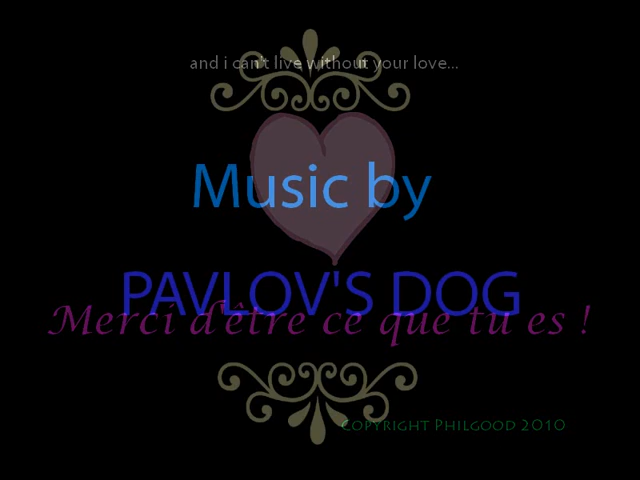 and i can't live without your love...
Music by
PAVLOV'S DOG
Merci d'être ce que tu es !
Copyright Philgood 2010